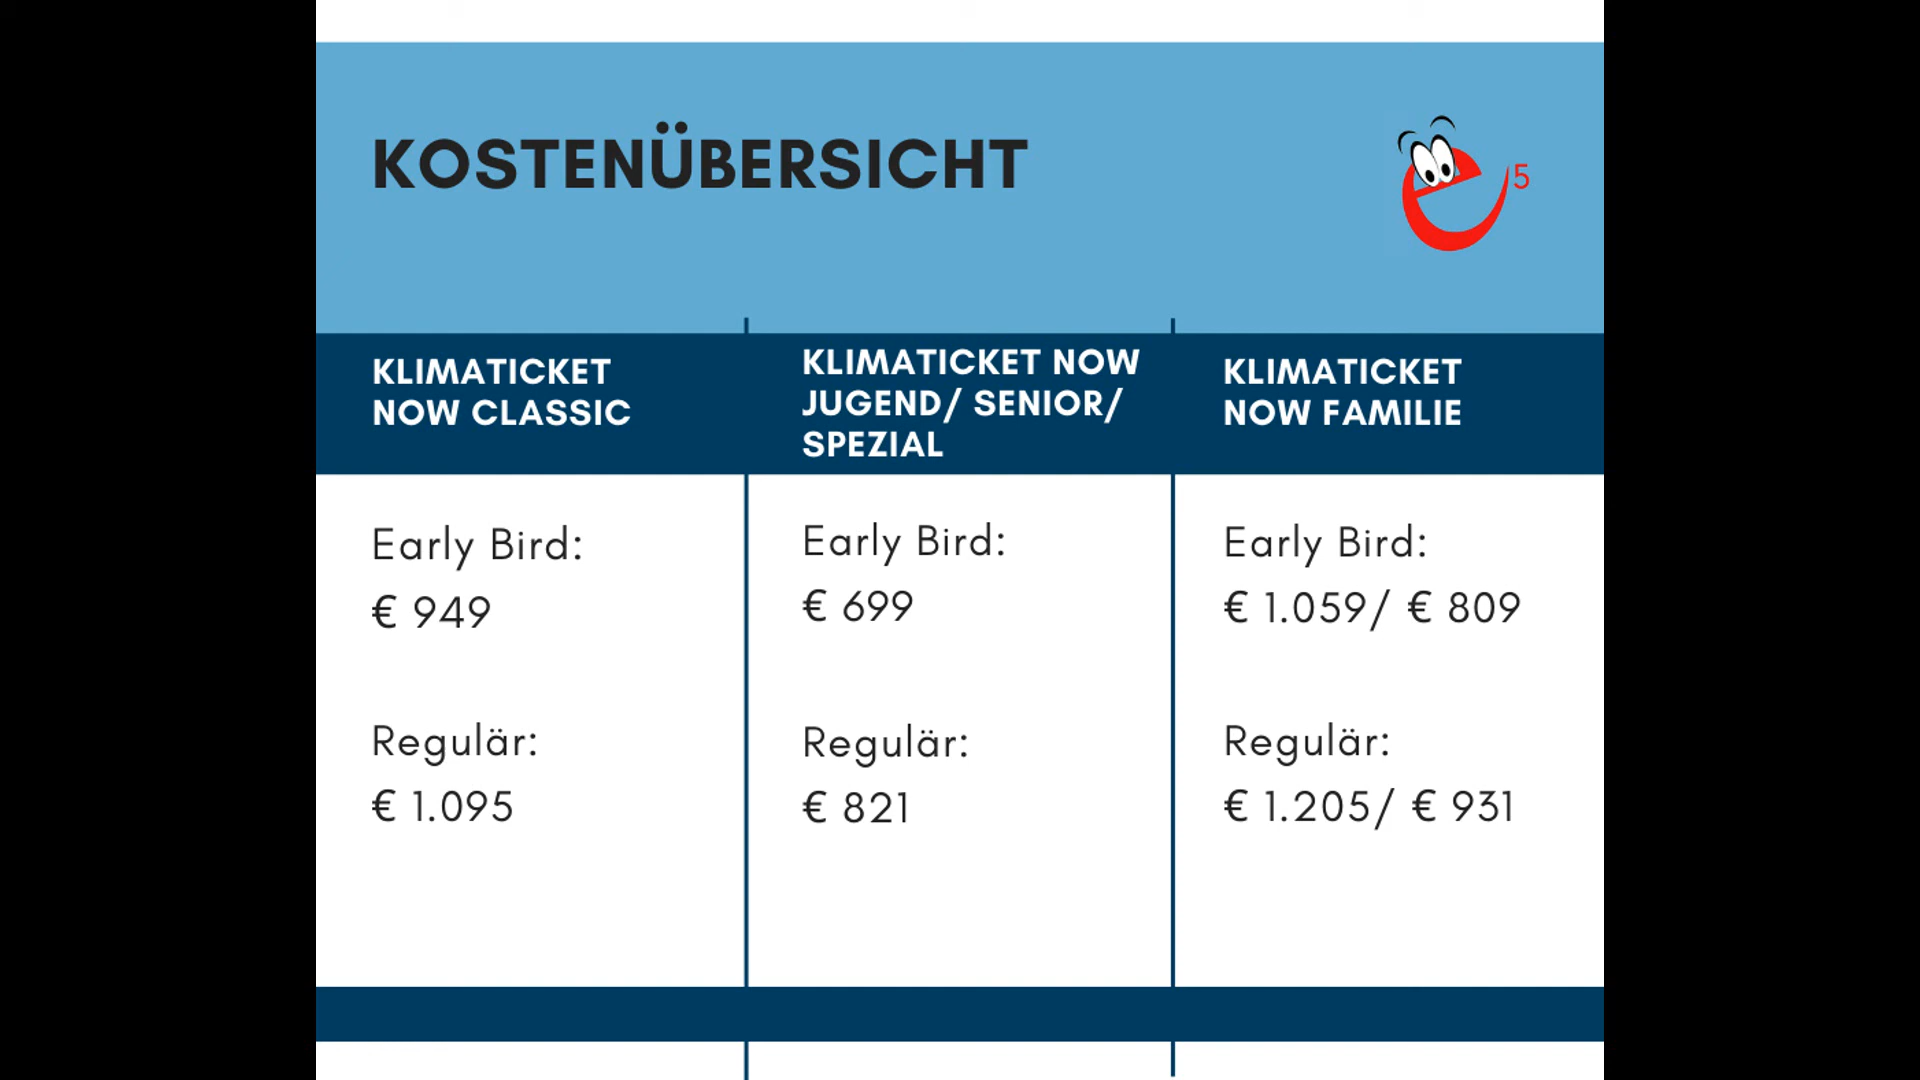 KOSTENÜBERSICHT
e5
KLIMATICKET
NOW CLASSIC
KLIMATICKET NOW
JUGEND/ SENIOR/
SPEZIAL
KLIMATICKET
NOW FAMILIE
Early Bird:
€ 949
Regulär:
€ 1.095
Early Bird:
€ 699
Regulär:
€ 821
Early Bird:
€ 1.059/ € 809
Regulär:
€ 1.205/ € 931